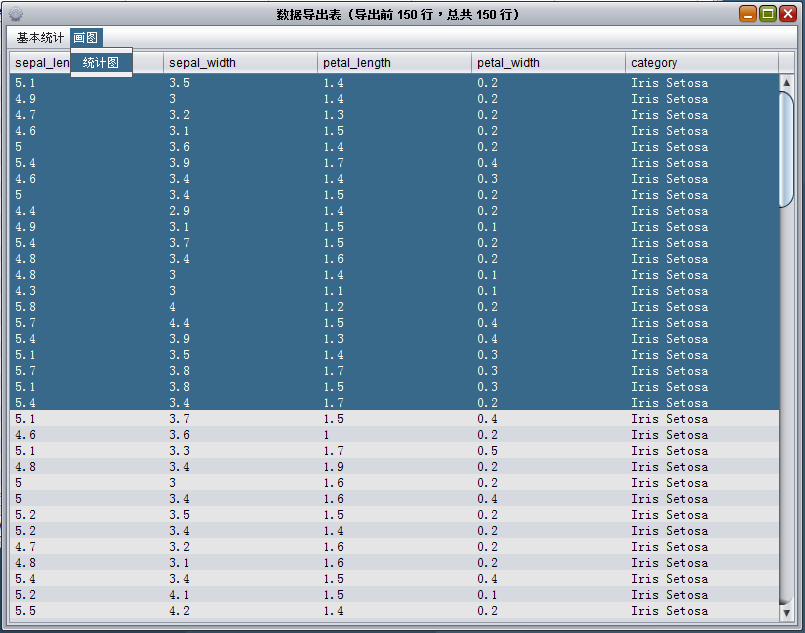 数据导出表（导出前 150 行，总共 150 行）
基本统计 画图
统计图
sepal_len sepal_width petal_length petal_width category
5.1 3.5 1.4 0.2 Iris Setosa
4.9 3 1.4 0.2 Iris Setosa
4.7 3.2 1.3 0.2 Iris Setosa
4.6 3.1 1.5 0.2 Iris Setosa
5 3.6 1.4 0.2 Iris Setosa
5.4 3.9 1.7 0.4 Iris Setosa
4.6 3.4 1.4 0.3 Iris Setosa
5 3.4 1.5 0.2 Iris Setosa
4.4 2.9 1.4 0.2 Iris Setosa
4.9 3.1 1.5 0.1 Iris Setosa
5.4 3.7 1.5 0.2 Iris Setosa
4.8 3.4 1.6 0.2 Iris Setosa
4.8 3 1.4 0.1 Iris Setosa
4.3 3 1.1 0.1 Iris Setosa
5.8 4 1.2 0.2 Iris Setosa
5.7 4.4 1.5 0.4 Iris Setosa
5.4 3.9 1.3 0.4 Iris Setosa
5.1 3.5 1.4 0.3 Iris Setosa
5.7 3.8 1.7 0.3 Iris Setosa
5.1 3.8 1.5 0.3 Iris Setosa
5.4 3.4 1.7 0.2 Iris Setosa
5.1 3.7 1.5 0.4 Iris Setosa
4.6 3.6 1 0.2 Iris Setosa
5.1 3.3 1.7 0.5 Iris Setosa
4.8 3.4 1.9 0.2 Iris Setosa
5 3 1.6 0.2 Iris Setosa
5 3.4 1.6 0.4 Iris Setosa
5.2 3.5 1.5 0.2 Iris Setosa
5.2 3.4 1.4 0.2 Iris Setosa
4.7 3.2 1.6 0.2 Iris Setosa
4.8 3.1 1.6 0.2 Iris Setosa
5.4 3.4 1.5 0.4 Iris Setosa
5.2 4.1 1.5 0.1 Iris Setosa
5.5 4.2 1.4 0.2 Iris Setosa